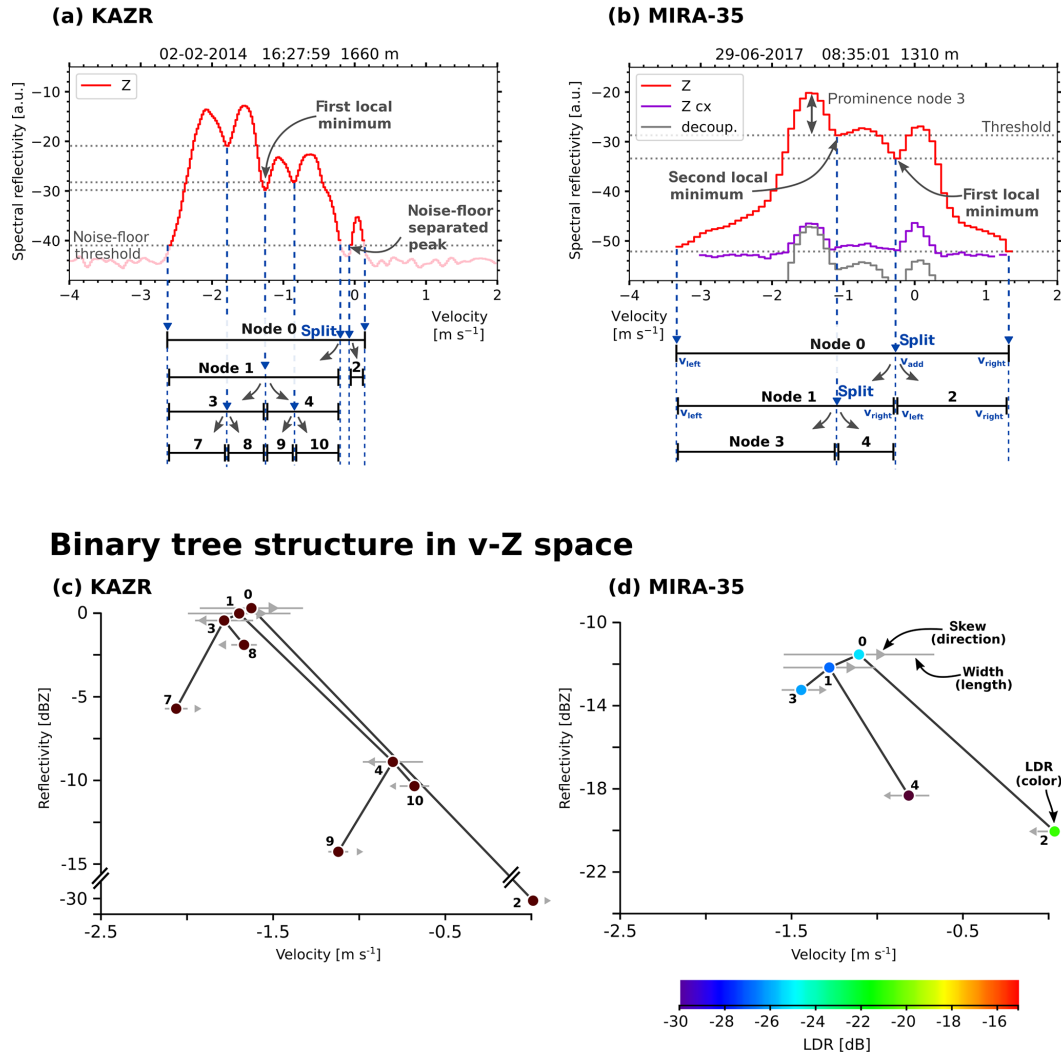 (a) KAZR
02-02-2014 16:27:59 1660 m
Z
First local
minimum
Noise-floor
separated
peak
Noise-floor
threshold
Spectral reflectivity [a.u.]
−10
−20
−30
−40
−4 −3 −2 −1 0 1 2
Velocity
[m s⁻¹]
Node 0 Split
Node 1 2
3 4
7 8 9 10
(b) MIRA-35
29-06-2017 08:35:01 1310 m
Z
Z cx
decoup.
Prominence node 3
Threshold
Second local
minimum
First local
minimum
Spectral reflectivity [a.u.]
−20
−30
−40
−50
−4 −3 −2 −1 0 1 2
Velocity
[m s⁻¹]
Node 0 Split
v_left v_add v_right
Node 1 Split 2
v_left v_right v_left v_right
Node 3 4
Binary tree structure in v-Z space
(c) KAZR
Reflectivity [dBZ]
0
-5
-10
-15
-30
0
1
3
8
7
4
10
9
2
-2.5 -1.5 -0.5
Velocity [m s⁻¹]
(d) MIRA-35
Reflectivity [dBZ]
-10
-14
-18
-22
0
1
3
4
2
Skew
(direction)
Width
(length)
LDR
(color)
-2.5 -1.5 -0.5
Velocity [m s⁻¹]
-30 -28 -26 -24 -22 -20 -18 -16
LDR [dB]